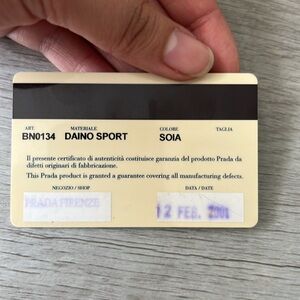 ART. MATERIALE COLORE TAGLIA
BN0134 DAINO SPORT SOIA
Il presente certificato di autenticità costituisce garanzia del prodotto Prada da
difetti originari di fabbricazione.
This Prada product is granted a guarantee covering all manufacturing defects.
NEGOZIO / SHOP DATA / DATE
PRADA FIRENZE 12 FEB. 2001